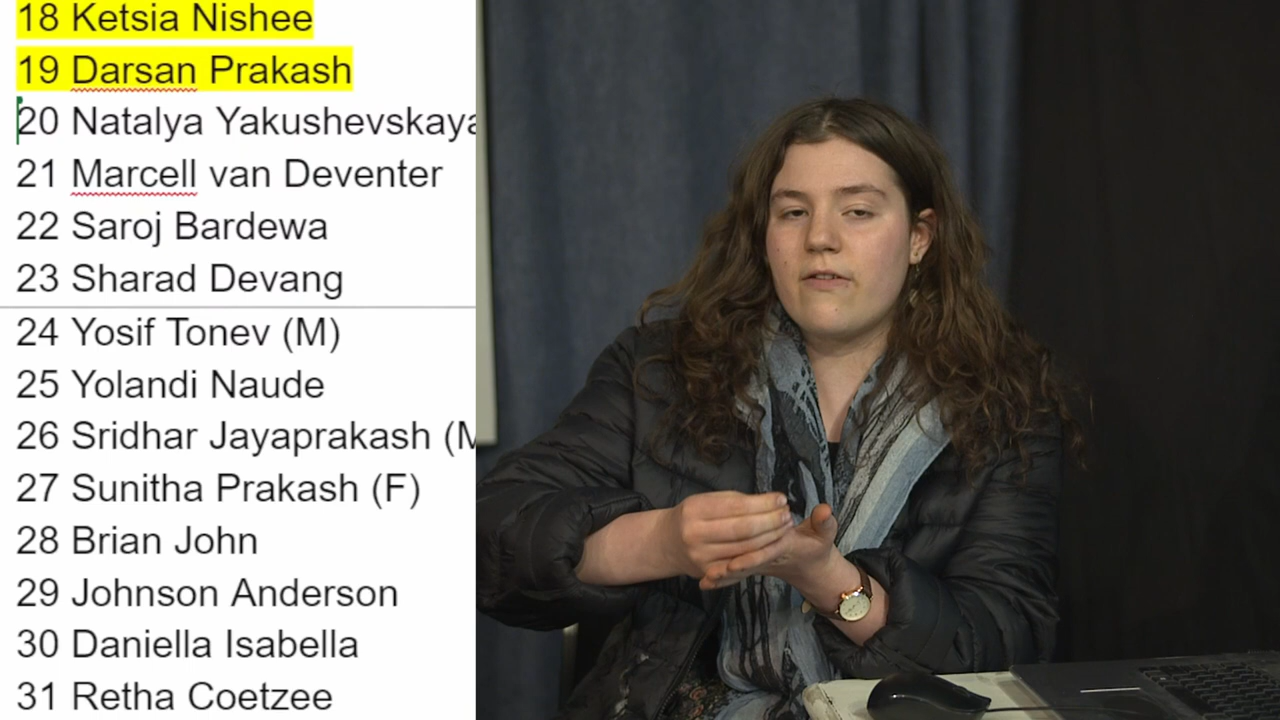 18 Ketsia Nishee
19 Darsan Prakash
20 Natalya Yakushevskaya
21 Marcell van Deventer
22 Saroj Bardewa
23 Sharad Devang
24 Yosif Tonev (M)
25 Yolandi Naude
26 Sridhar Jayaprakash (M
27 Sunitha Prakash (F)
28 Brian John
29 Johnson Anderson
30 Daniella Isabella
31 Retha Coetzee